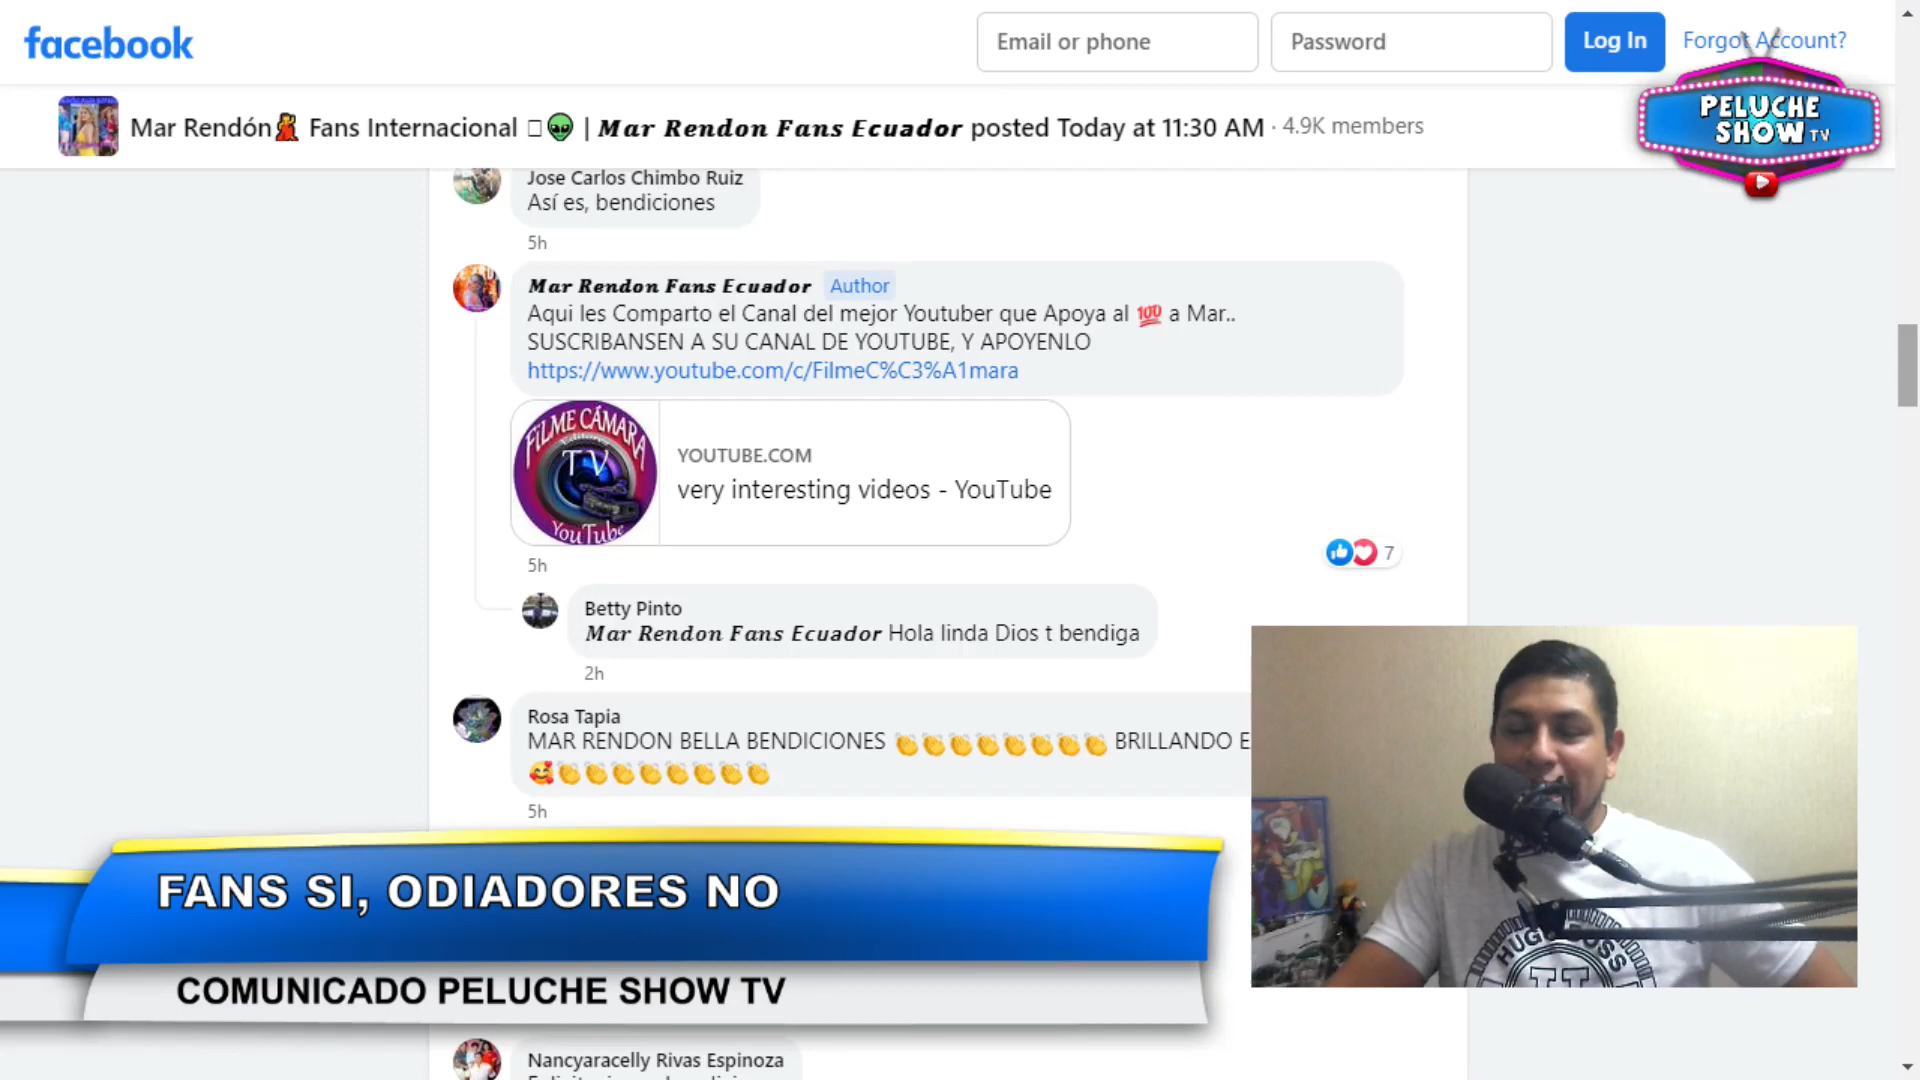 facebook
Email or phone
Password
Log In
Forgot Account?
Mar Rendón Fans Internacional | Mar Rendon Fans Ecuador posted Today at 11:30 AM · 4.9K members
PELUCHE
SHOW TV
Jose Carlos Chimbo Ruiz
Así es, bendiciones
5h
Mar Rendon Fans Ecuador Author
Aqui les Comparto el Canal del mejor Youtuber que Apoya al 💯 a Mar..
SUSCRIBANSEN A SU CANAL DE YOUTUBE, Y APOYENLO
https://www.youtube.com/c/FilmeC%C3%A1mara
FILME CÁMARA
TV
YouTube
YOUTUBE.COM
very interesting videos - YouTube
5h
7
Betty Pinto
Mar Rendon Fans Ecuador Hola linda Dios t bendiga
2h
Rosa Tapia
MAR RENDON BELLA BENDICIONES 👏👏👏👏👏👏👏👏 BRILLANDO E
🥰👏👏👏👏👏👏👏👏
5h
FANS SI, ODIADORES NO
COMUNICADO PELUCHE SHOW TV
HUGO BOSS
Nancyaracelly Rivas Espinoza